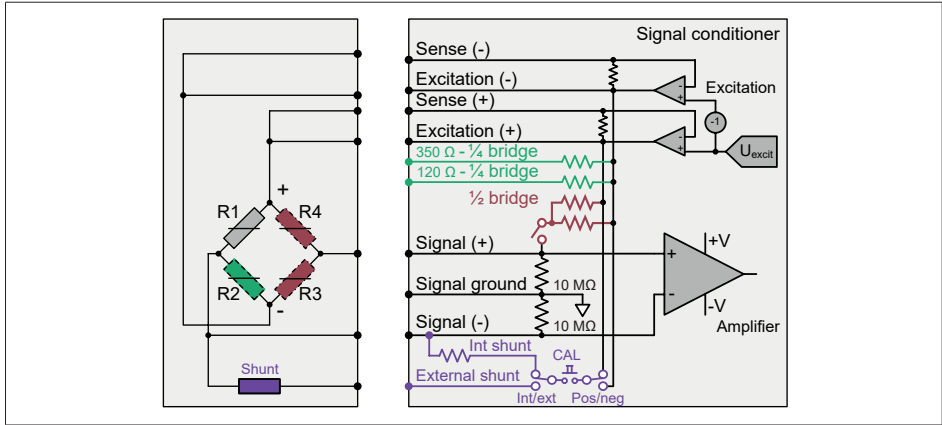 Signal conditioner
Sense (-)
Excitation (-)
Excitation
Sense (+)
-
+
-1
Excitation (+)
-
+
Uexcit
350 Ω - ¼ bridge
120 Ω - ¼ bridge
½ bridge
+
R1
R4
R2
R3
-
Signal (+)
+
+V
10 MΩ
Signal ground
-
-V
Signal (-)
10 MΩ
Amplifier
Int shunt
CAL
Shunt
External shunt
Int/ext
Pos/neg